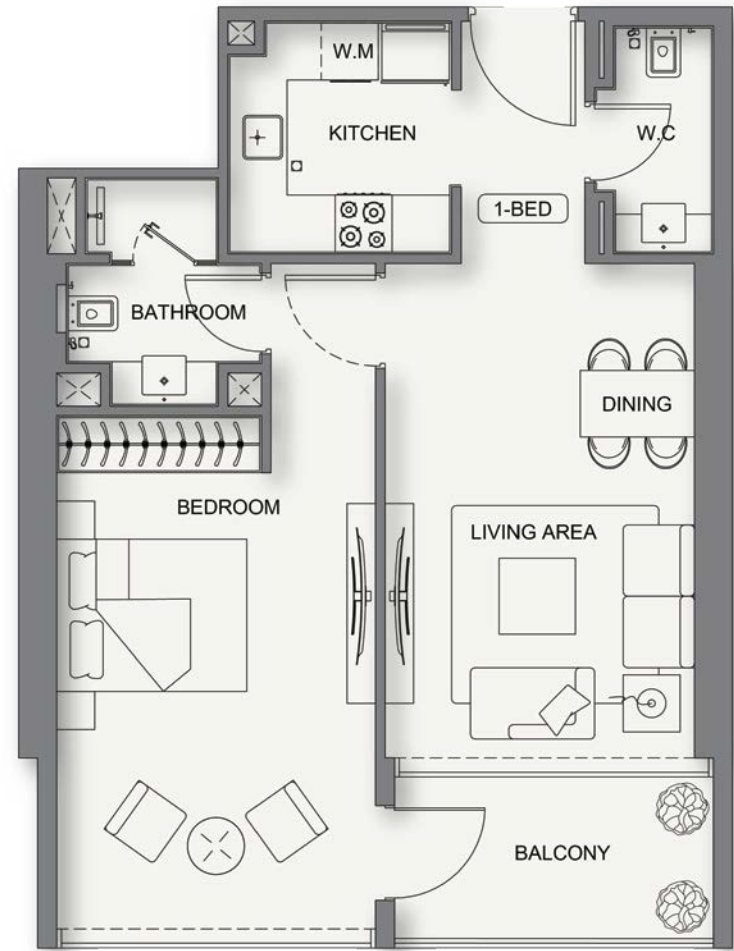 W.M
KITCHEN
W.C
1-BED
BATHROOM
DINING
BEDROOM
LIVING AREA
BALCONY